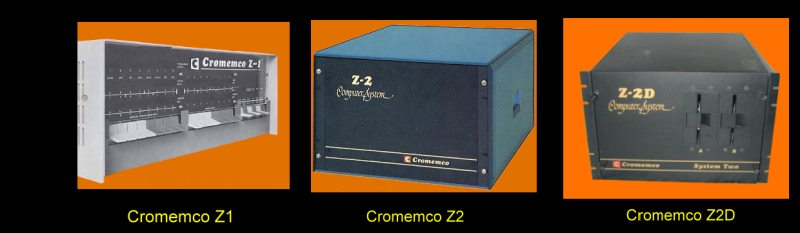 C Cromemco Z-1
Z-2
Computer System
C Cromemco
Z-2D
Computer System
C Cromemco System Two
Cromemco Z1
Cromemco Z2
Cromemco Z2D